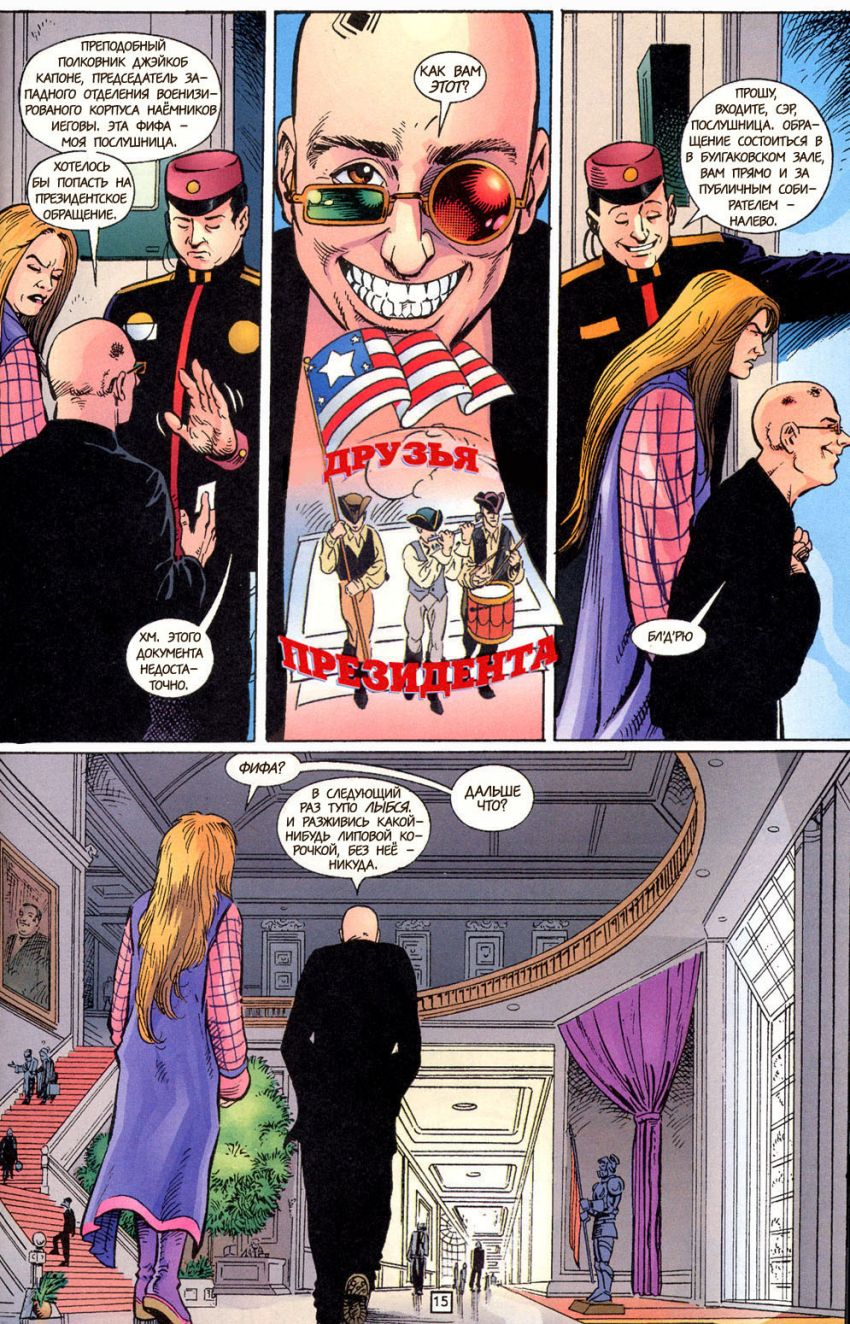 ПРЕПОДОБНЫЙ
ПОЛКОВНИК ДЖЭЙКОБ
КАПОНЕ, ПРЕДСЕДАТЕЛЬ ЗА-
ПАДНОГО ОТДЕЛЕНИЯ ВОЕНИЗИ-
РОВАНОГО КОРПУСА НАЁМНИКОВ
ИЕГОВЫ. ЭТА ФИФА –
МОЯ ПОСЛУШНИЦА.
ХОТЕЛОСЬ
БЫ ПОПАСТЬ НА
ПРЕЗИДЕНТСКОЕ
ОБРАЩЕНИЕ.
ХМ. ЭТОГО
ДОКУМЕНТА
НЕДОСТА-
ТОЧНО.
КАК ВАМ
ЭТОТ?
ДРУЗЬЯ
ПРЕЗИДЕНТА
ПРОШУ,
ВХОДИТЕ, СЭР,
ПОСЛУШНИЦА. ОБРА-
ЩЕНИЕ СОСТОИТЬСЯ В
В БУЛГАКОВСКОМ ЗАЛЕ,
ВАМ ПРЯМО И ЗА
ПУБЛИЧНЫМ СОБИ-
РАТЕЛЕМ –
НАЛЕВО.
БЛ'Д'РЮ
ФИФА?
В СЛЕДУЮЩИЙ
РАЗ ТУПО ЛЫБСЯ.
И РАЗЖИВИСЬ КАКОЙ-
НИБУДЬ ЛИПОВОЙ КО-
РОЧКОЙ, БЕЗ НЕЁ –
НИКУДА.
ДАЛЬШЕ
ЧТО?
15